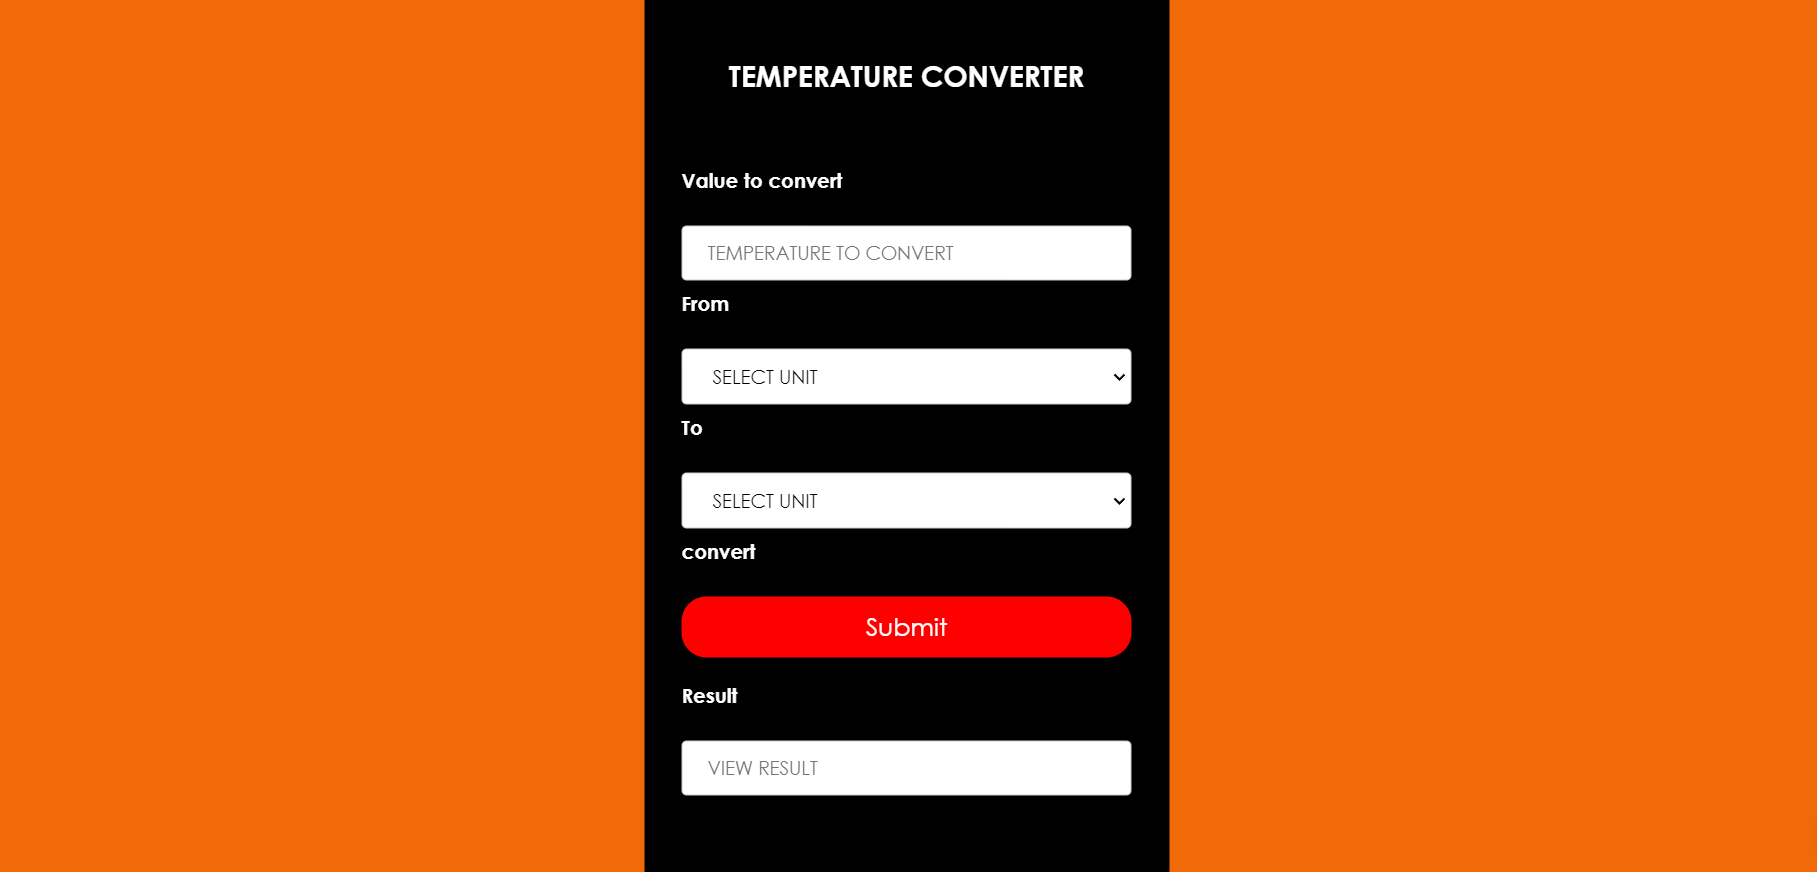 TEMPERATURE CONVERTER
Value to convert
TEMPERATURE TO CONVERT
From
SELECT UNIT
To
SELECT UNIT
convert
Submit
Result
VIEW RESULT